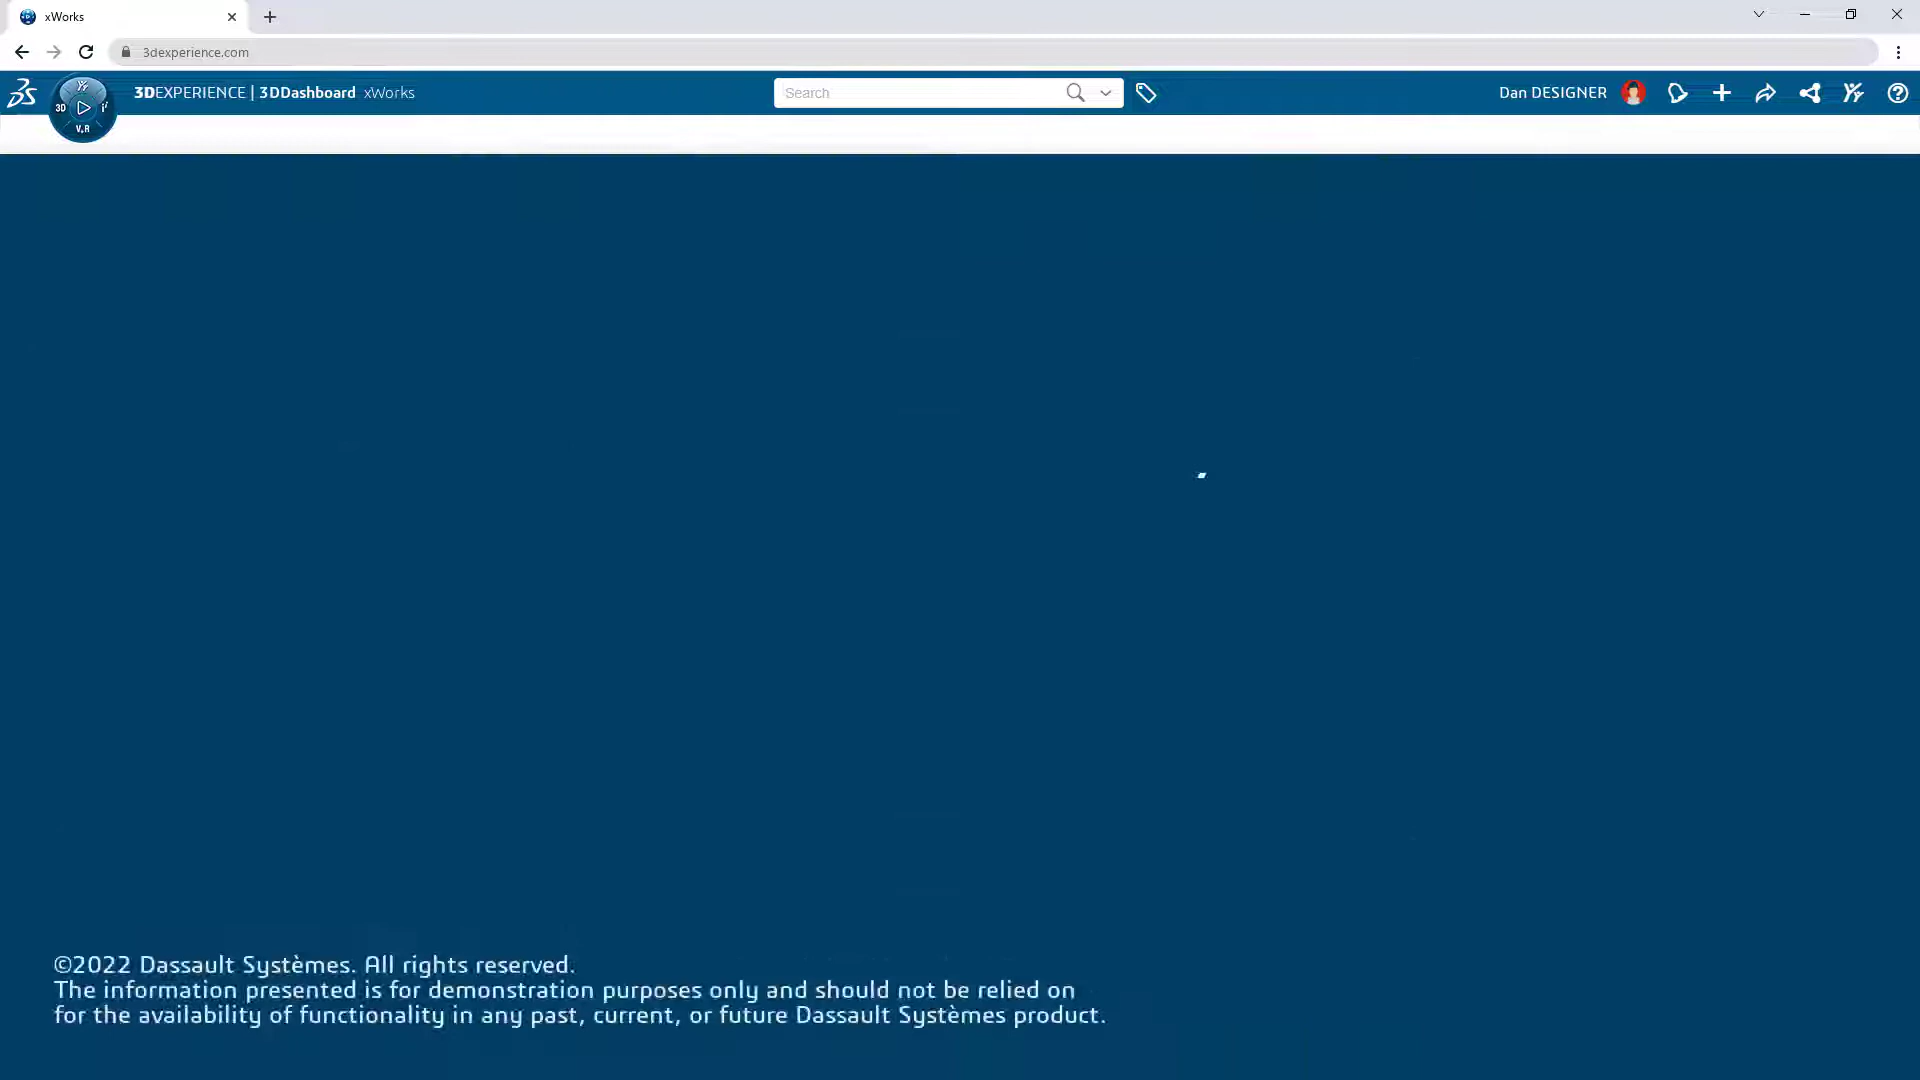 xWorks
3dexperience.com
3DEXPERIENCE | 3DDashboard xWorks
Search
Dan DESIGNER
3D
V.R
©2022 Dassault Systèmes. All rights reserved.
The information presented is for demonstration purposes only and should not be relied on
for the availability of functionality in any past, current, or future Dassault Systèmes product.